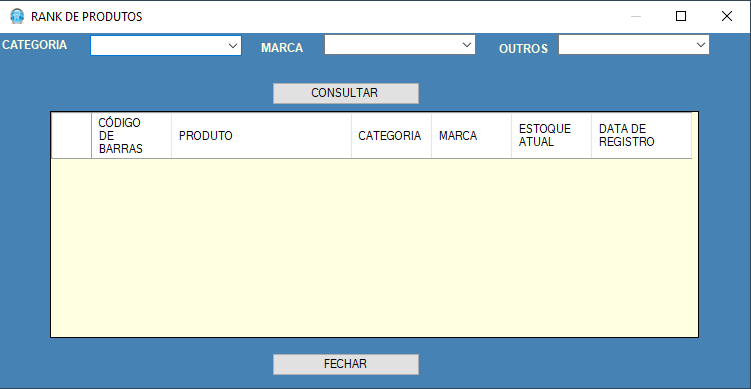 RANK DE PRODUTOS
CATEGORIA
MARCA
OUTROS
CONSULTAR
CÓDIGO
DE
BARRAS
PRODUTO
CATEGORIA
MARCA
ESTOQUE
ATUAL
DATA DE
REGISTRO
FECHAR